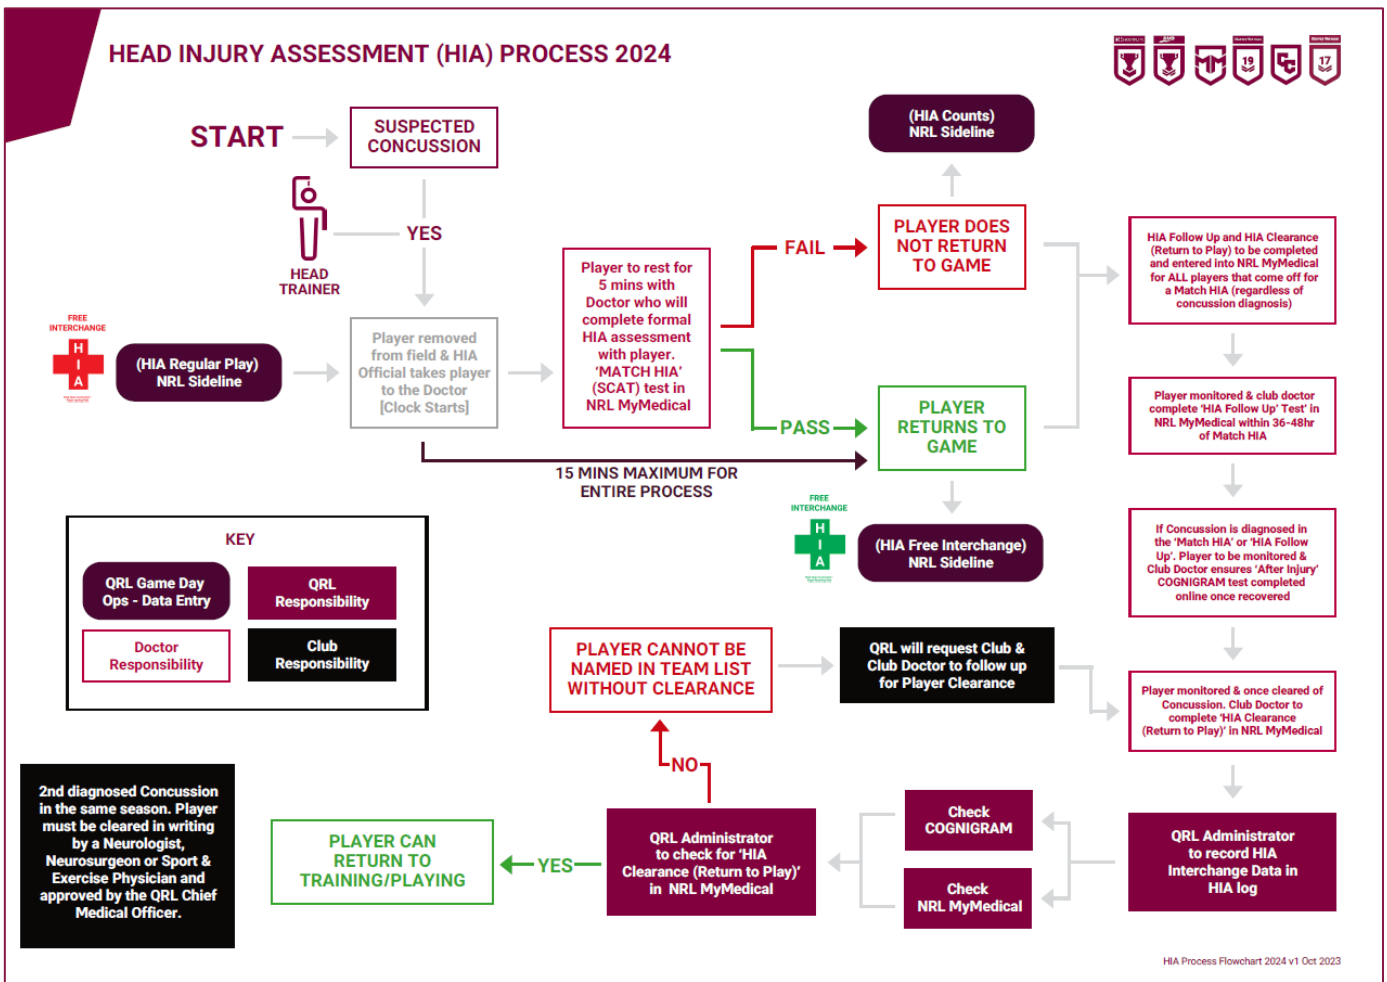 HEAD INJURY ASSESSMENT (HIA) PROCESS 2024
19
17
START
SUSPECTED
CONCUSSION
YES
HEAD
TRAINER
FREE
INTERCHANGE
H
I
A
(HIA Regular Play)
NRL Sideline
Player removed
from field & HIA
Official takes player
to the Doctor
[Clock Starts]
Player to rest for
5 mins with
Doctor who will
complete formal
HIA assessment
with player.
‘MATCH HIA’
(SCAT) test in
NRL MyMedical
FAIL
PASS
15 MINS MAXIMUM FOR
ENTIRE PROCESS
(HIA Counts)
NRL Sideline
PLAYER DOES
NOT RETURN
TO GAME
PLAYER
RETURNS TO
GAME
FREE
INTERCHANGE
H
I
A
(HIA Free Interchange)
NRL Sideline
HIA Follow Up and HIA Clearance
(Return to Play) to be completed
and entered into NRL MyMedical
for ALL players that come off for
a Match HIA (regardless of
concussion diagnosis)
Player monitored & club doctor
complete ‘HIA Follow Up’ Test’ in
NRL MyMedical within 36-48hr
of Match HIA
If Concussion is diagnosed in
the ‘Match HIA’ or ‘HIA Follow
Up’. Player to be monitored &
Club Doctor ensures ‘After Injury’
COGNIGRAM test completed
online once recovered
Player monitored & once cleared of
Concussion. Club Doctor to
complete ‘HIA Clearance
(Return to Play)’ in NRL MyMedical
QRL Administrator
to record HIA
Interchange Data in
HIA log
Check
COGNIGRAM
Check
NRL MyMedical
QRL Administrator
to check for ‘HIA
Clearance (Return to Play)’
in NRL MyMedical
NO
PLAYER CANNOT BE
NAMED IN TEAM LIST
WITHOUT CLEARANCE
QRL will request Club &
Club Doctor to follow up
for Player Clearance
YES
PLAYER CAN
RETURN TO
TRAINING/PLAYING
KEY
QRL Game Day
Ops - Data Entry
QRL
Responsibility
Doctor
Responsibility
Club
Responsibility
2nd diagnosed Concussion
in the same season. Player
must be cleared in writing
by a Neurologist,
Neurosurgeon or Sport &
Exercise Physician and
approved by the QRL Chief
Medical Officer.
HIA Process Flowchart 2024 v1 Oct 2023